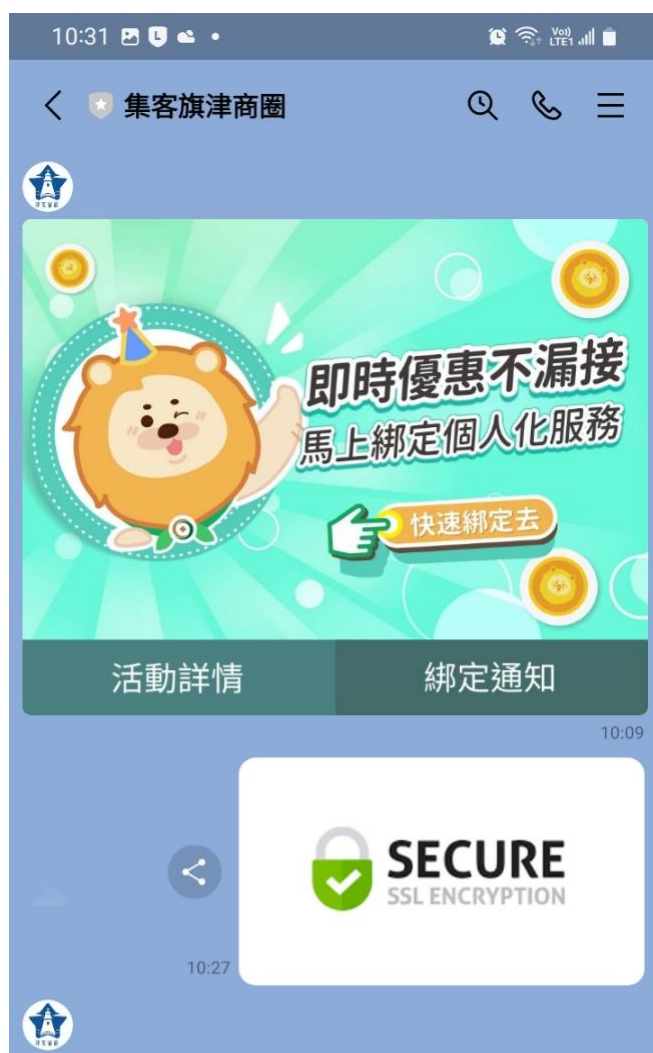 10:31
Vo))
LTE1
集客旗津商圈
即時優惠不漏接
馬上綁定個人化服務
快速綁定去
活動詳情
綁定通知
10:09
SECURE
SSL ENCRYPTION
10:27